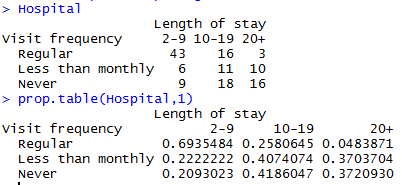 > Hospital
                   Length of stay
Visit frequency     2-9 10-19 20+
  Regular            43    16   3
  Less than monthly   6    11  10
  Never               9    18  16
> prop.table(Hospital,1)
                   Length of stay
Visit frequency           2-9     10-19       20+
  Regular           0.6935484 0.2580645 0.0483871
  Less than monthly 0.2222222 0.4074074 0.3703704
  Never             0.2093023 0.4186047 0.3720930